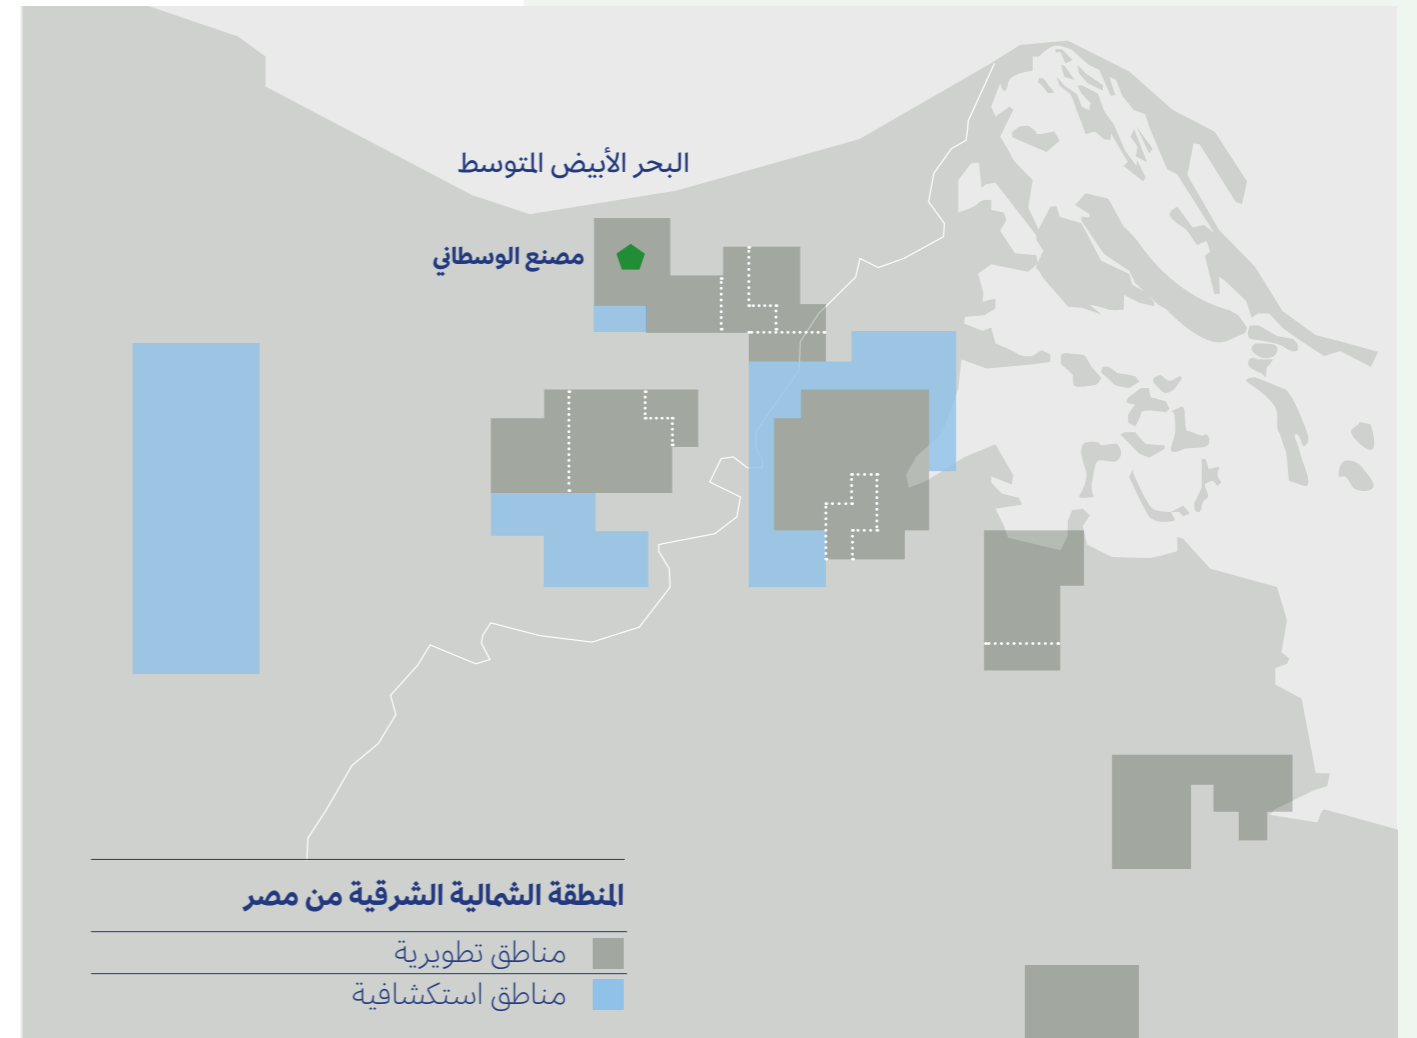 البحر الأبيض المتوسط
مصنع الوسطاني
المنطقة الشمالية الشرقية من مصر
مناطق تطويرية
مناطق استكشافية